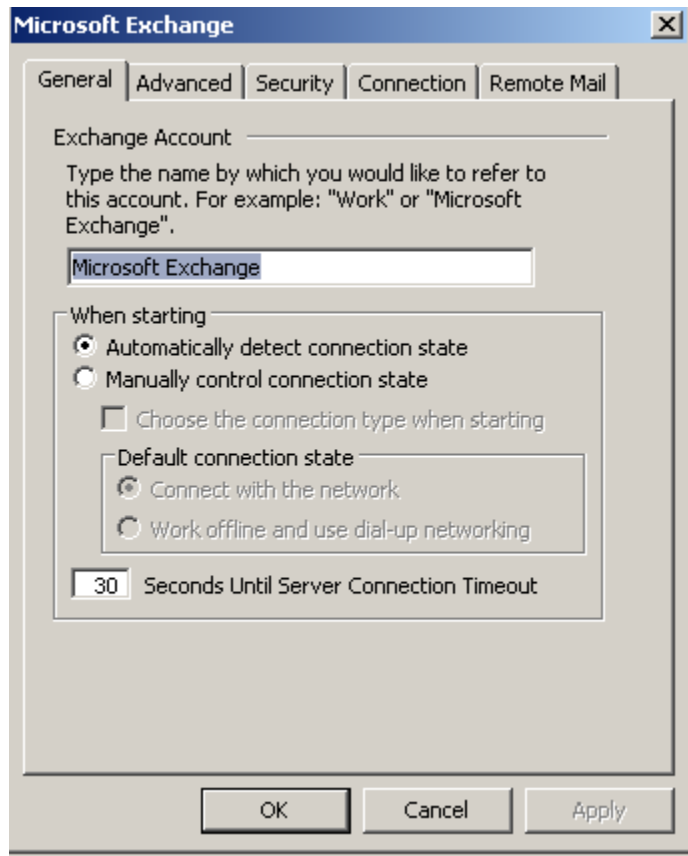 Microsoft Exchange
General Advanced Security Connection Remote Mail
Exchange Account
Type the name by which you would like to refer to
this account. For example: "Work" or "Microsoft
Exchange".
Microsoft Exchange
When starting
Automatically detect connection state
Manually control connection state
Choose the connection type when starting
Default connection state
Connect with the network
Work offline and use dial-up networking
30 Seconds Until Server Connection Timeout
OK Cancel Apply